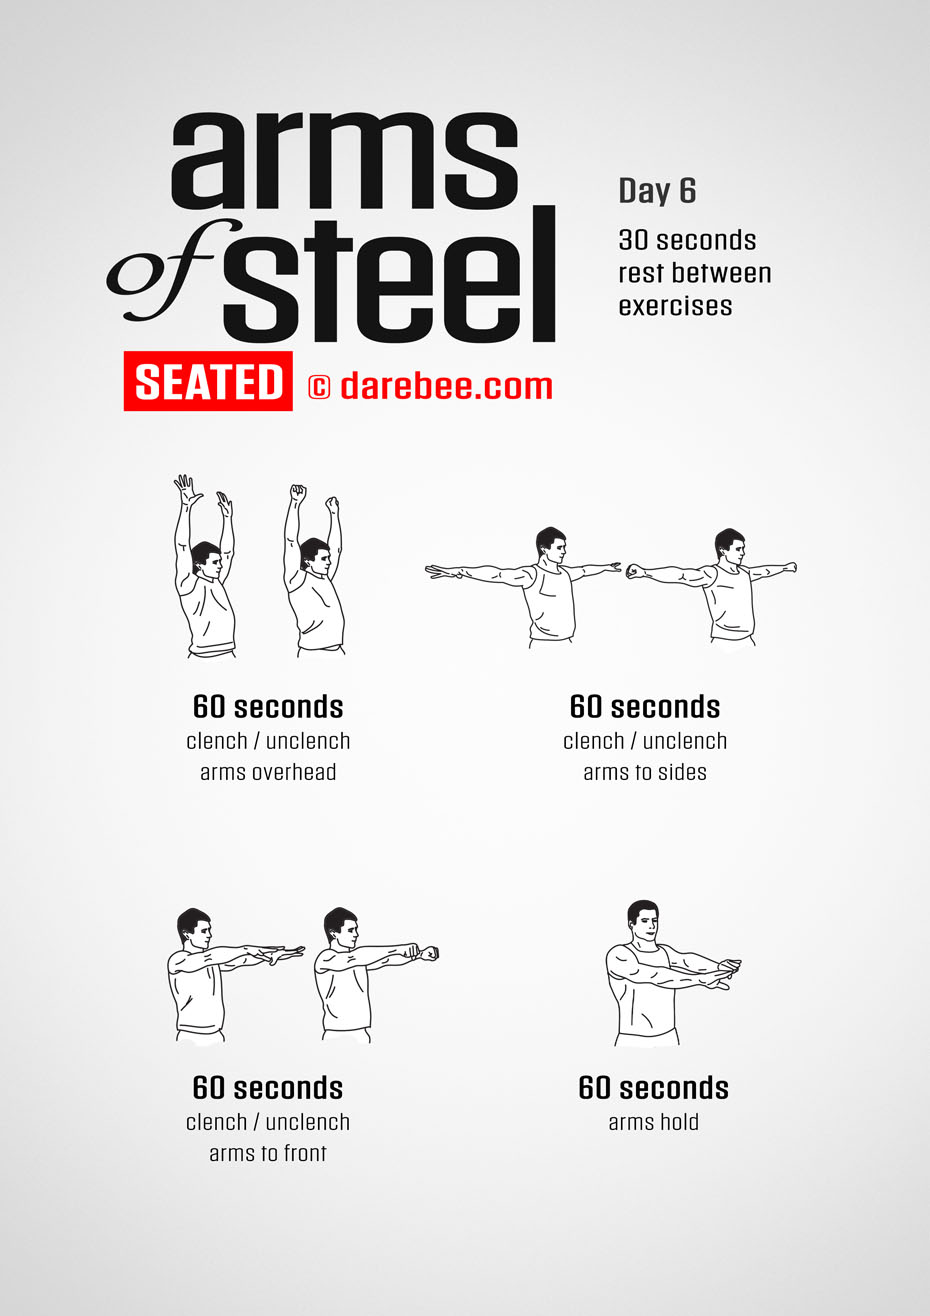 arms
of steel
SEATED © darebee.com
Day 6
30 seconds
rest between
exercises
60 seconds
clench / unclench
arms overhead
60 seconds
clench / unclench
arms to sides
60 seconds
clench / unclench
arms to front
60 seconds
arms hold